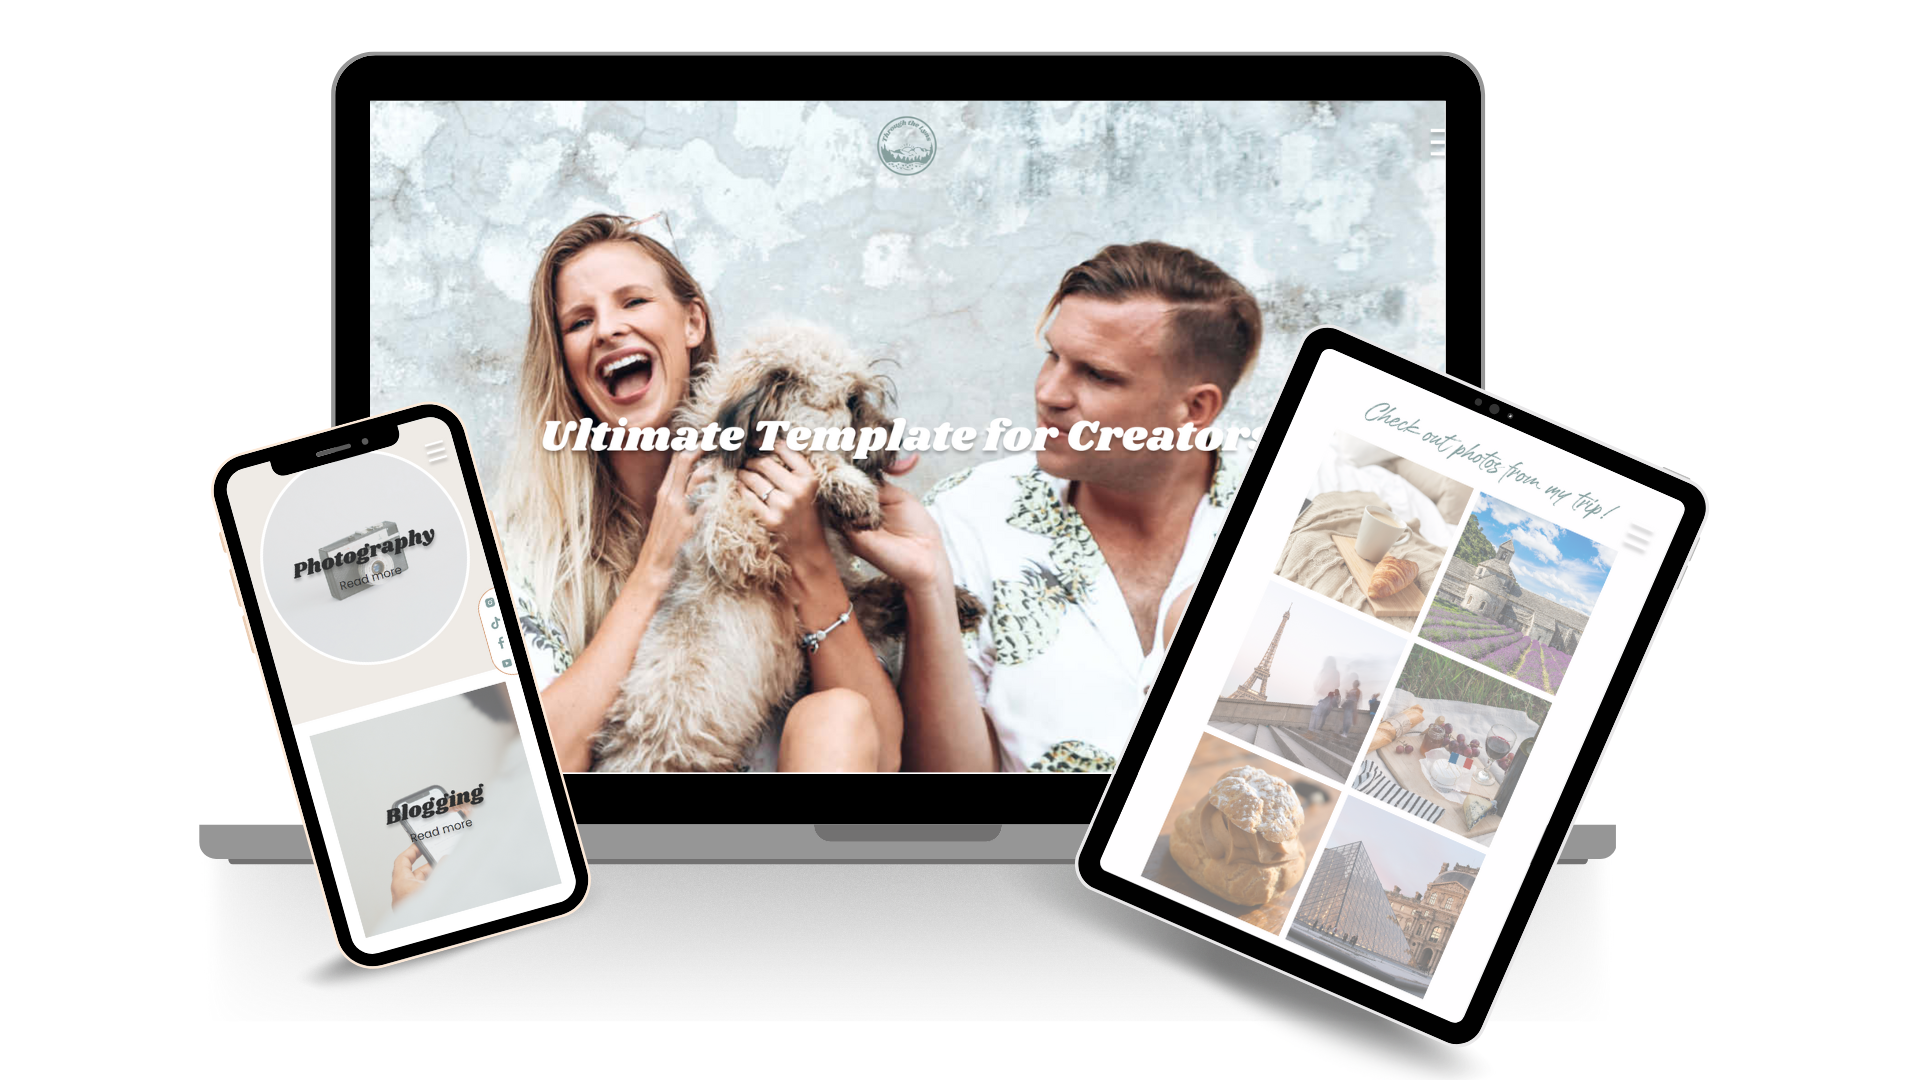 Through the Lens
Ultimate Template for Creators
Photography
Read more
Blogging
Read more
Check out photos from my trip!